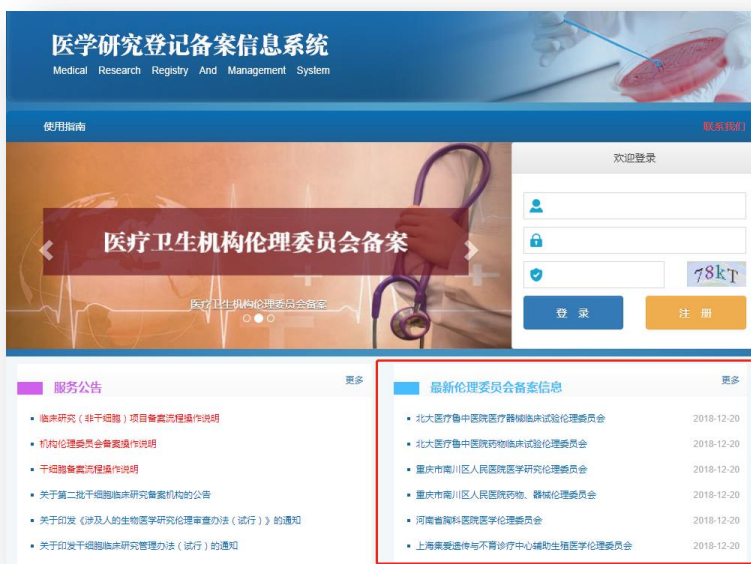 医学研究登记备案信息系统
Medical Research Registry And Management System
使用指南
联系我们
医疗卫生机构伦理委员会备案
医疗卫生机构伦理委员会备案
欢迎登录
78kT
登 录
注 册
服务公告
更多
临床研究（非干细胞）项目备案流程操作说明
机构伦理委员会备案操作说明
干细胞备案流程操作说明
关于第二批干细胞临床研究备案机构的公告
关于印发《涉及人的生物医学研究伦理审查办法（试行）》的通知
关于印发干细胞临床研究管理办法（试行）的通知
最新伦理委员会备案信息
更多
北大医疗鲁中医院医疗器械临床试验伦理委员会 2018-12-20
北大医疗鲁中医院药物临床试验伦理委员会 2018-12-20
重庆市南川区人民医院医学研究伦理委员会 2018-12-20
重庆市南川区人民医院药物、器械伦理委员会 2018-12-20
河南省胸科医院医学伦理委员会 2018-12-20
上海集爱遗传与不育诊疗中心辅助生殖医学伦理委员会 2018-12-20